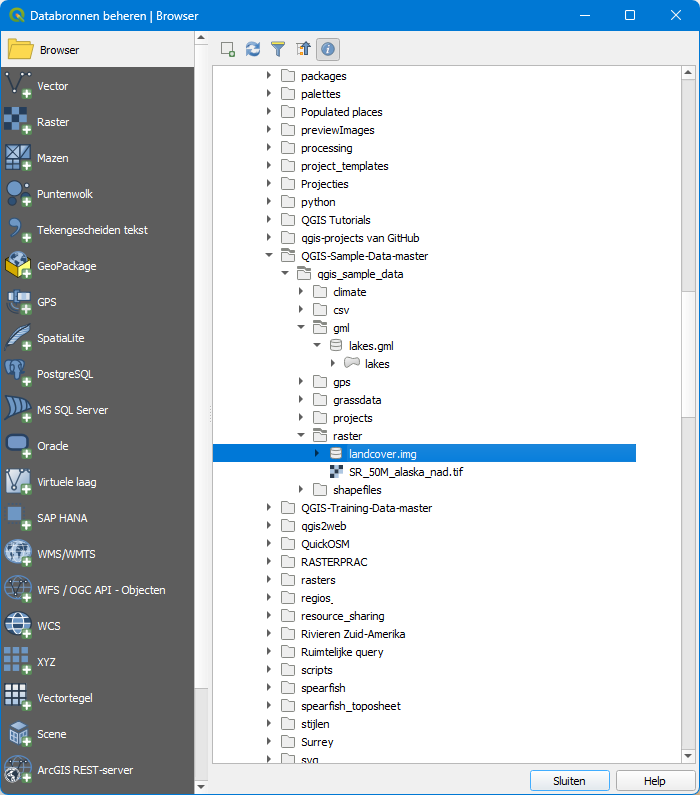 Databronnen beheren | Browser
Browser
Vector
Raster
Mazen
Puntenwolk
Tekengescheiden tekst
GeoPackage
GPS
SpatiaLite
PostgreSQL
MS SQL Server
Oracle
Virtuele laag
SAP HANA
WMS/WMTS
WFS / OGC API - Objecten
WCS
XYZ
Vectortegel
Scene
ArcGIS REST-server
packages
palettes
Populated places
previewImages
processing
project_templates
Projecties
python
QGIS Tutorials
qgis-projects van GitHub
QGIS-Sample-Data-master
qgis_sample_data
climate
csv
gml
lakes.gml
lakes
gps
grassdata
projects
raster
landcover.img
SR_50M_alaska_nad.tif
shapefiles
QGIS-Training-Data-master
qgis2web
QuickOSM
RASTERPRAC
rasters
regios_
resource_sharing
Rivieren Zuid-Amerika
Ruimtelijke query
scripts
spearfish
spearfish_toposheet
stijlen
Surrey
svg
Sluiten
Help